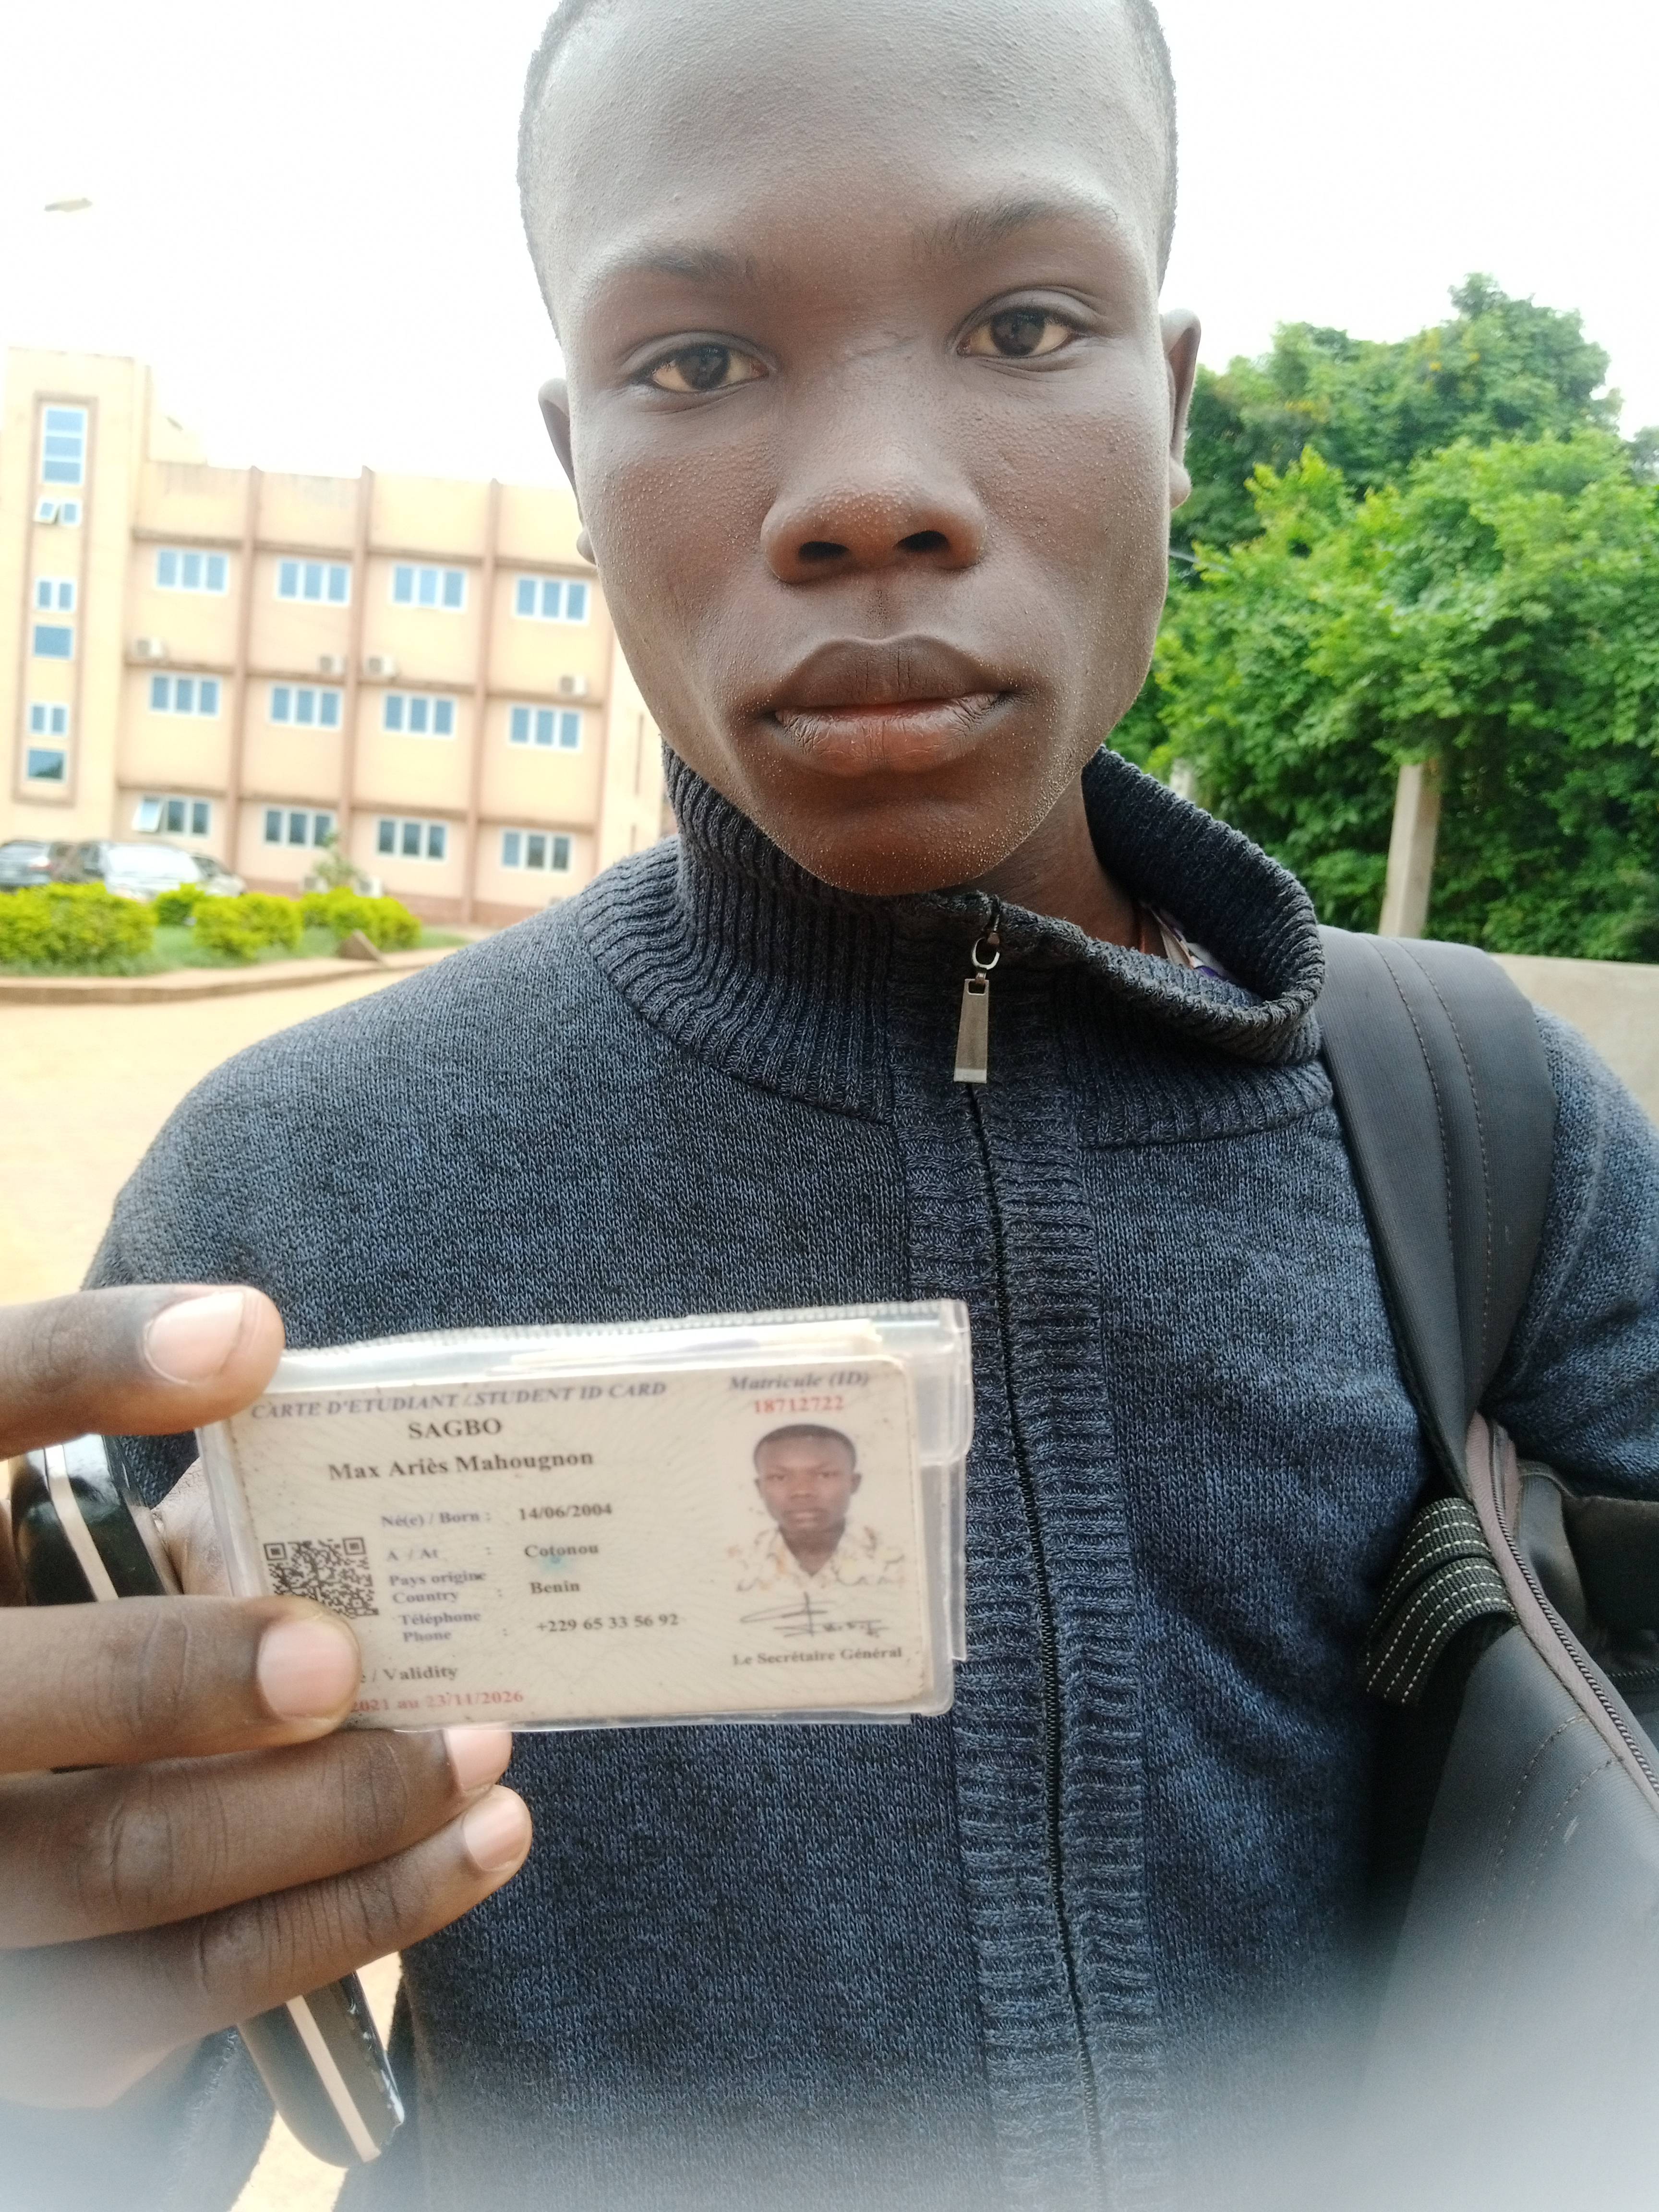 CARTE D'ETUDIANT / STUDENT ID CARD
Matricule (ID)
18712722
SAGBO
Max Ariès Mahougnon
Né(e) / Born : 14/06/2004
A / At : Cotonou
Pays origine
Country : Benin
Téléphone
Phone : +229 65 33 56 92
/ Validity
2021 au 23/11/2026
Le Secrétaire Général